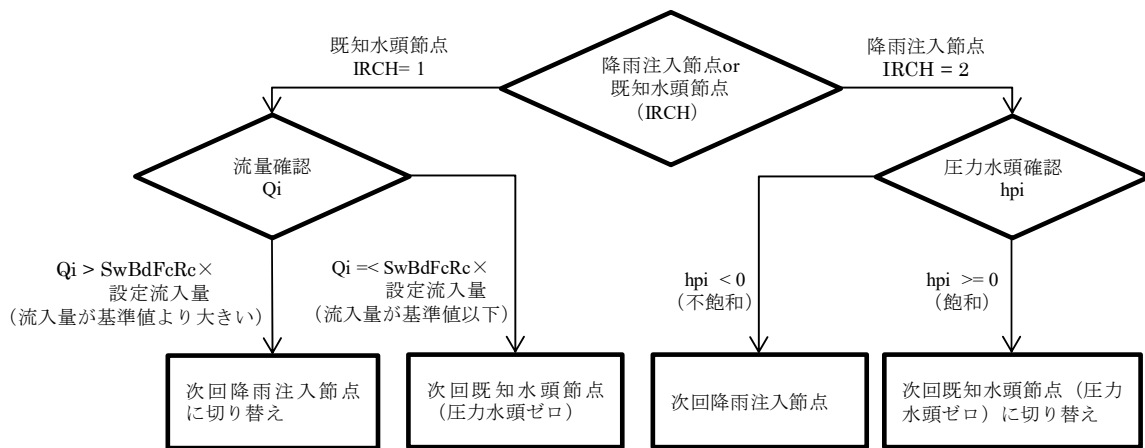 既知水頭節点
IRCH= 1
降雨注入節点or
既知水頭節点
（IRCH）
降雨注入節点
IRCH = 2
流量確認
Qi
圧力水頭確認
hpi
Qi > SwBdFcRc×
設定流入量
（流入量が基準値より大きい）
Qi =< SwBdFcRc×
設定流入量
（流入量が基準値以下）
hpi < 0
（不飽和）
hpi >= 0
（飽和）
次回降雨注入節点
に切り替え
次回既知水頭節点
（圧力水頭ゼロ）
次回降雨注入節点
次回既知水頭節点（圧力
水頭ゼロ）に切り替え